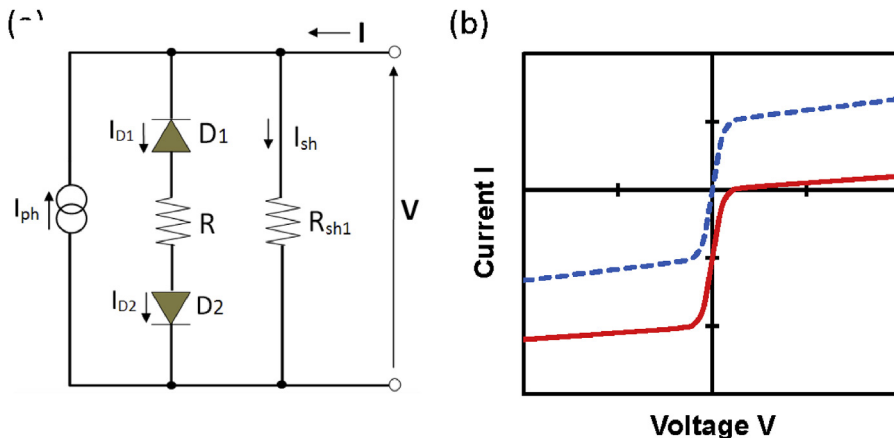 (a)
I
I_D1
D1
I_sh
I_ph
R
R_sh1
V
I_D2
D2
(b)
Current I
Voltage V